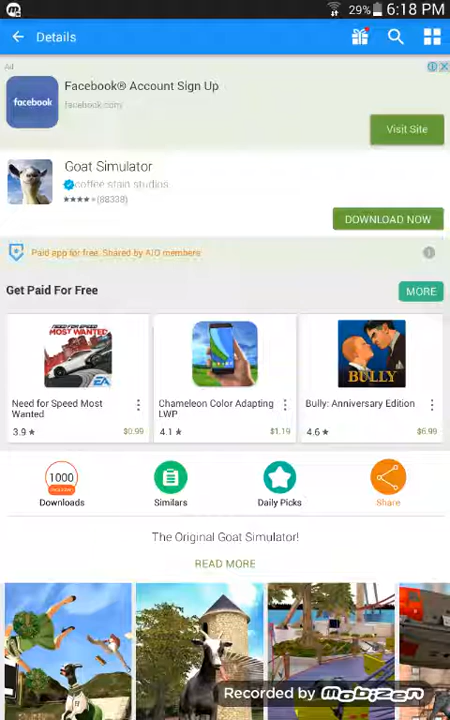 29% 6:18 PM
Details
Ad
Facebook® Account Sign Up
facebook.com
facebook
Visit Site
Goat Simulator
coffee stain studios
(88338)
DOWNLOAD NOW
Paid app for free. Shared by AIO members
Get Paid For Free
MORE
NEED FOR SPEED
MOST WANTED
EA
BULLY
Need for Speed Most
Wanted
Chameleon Color Adapting
LWP
Bully: Anniversary Edition
3.9 ★ $0.99
4.1 ★ $1.19
4.6 ★ $6.99
1000
Downloads
Similars
Daily Picks
Share
The Original Goat Simulator!
READ MORE
Recorded by Mobizen